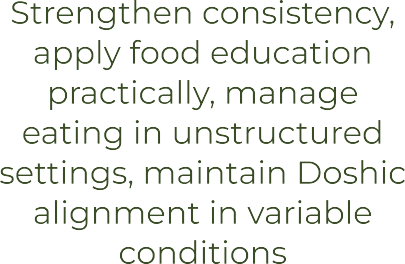 Strengthen consistency,
apply food education
practically, manage
eating in unstructured
settings, maintain Doshic
alignment in variable
conditions